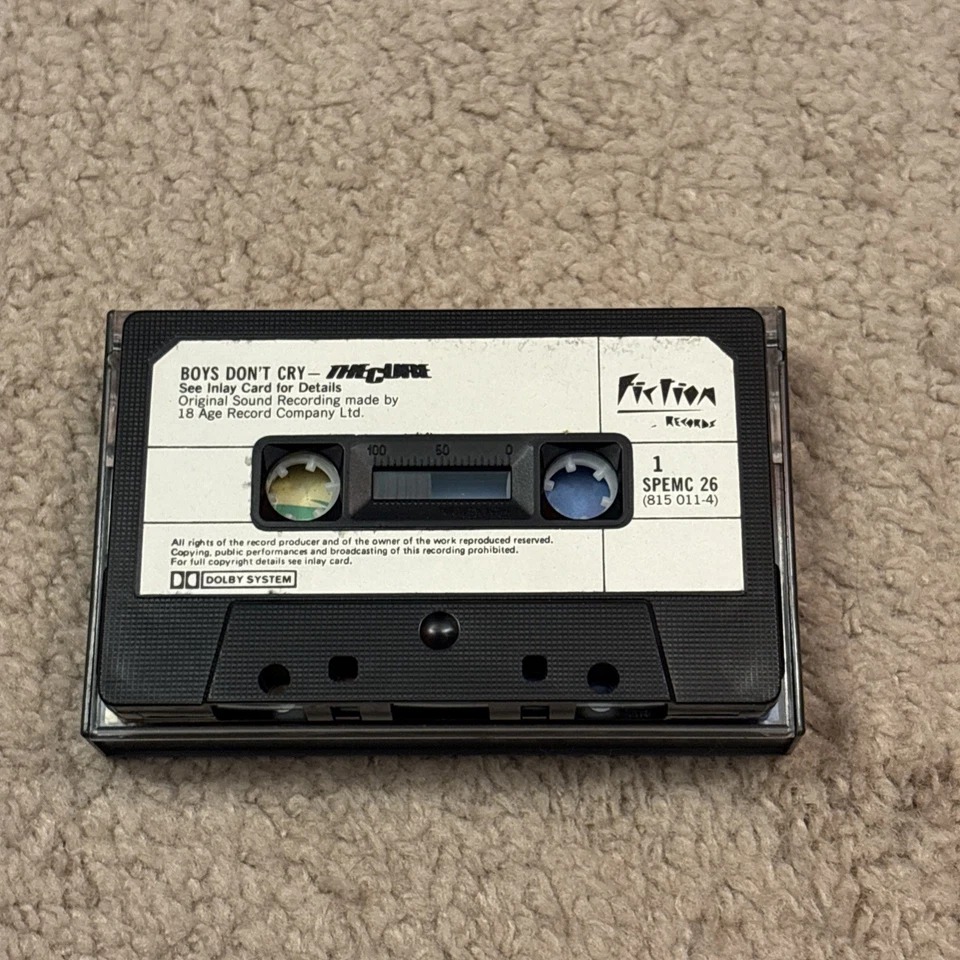 BOYS DON'T CRY — THE CURE
See Inlay Card for Details
Original Sound Recording made by
18 Age Record Company Ltd.
Fiction
RECORDS
100 50 0
1
SPEMC 26
(815 011-4)
All rights of the record producer and of the owner of the work reproduced reserved.
Copying, public performances and broadcasting of this recording prohibited.
For full copyright details see inlay card.
DOLBY SYSTEM